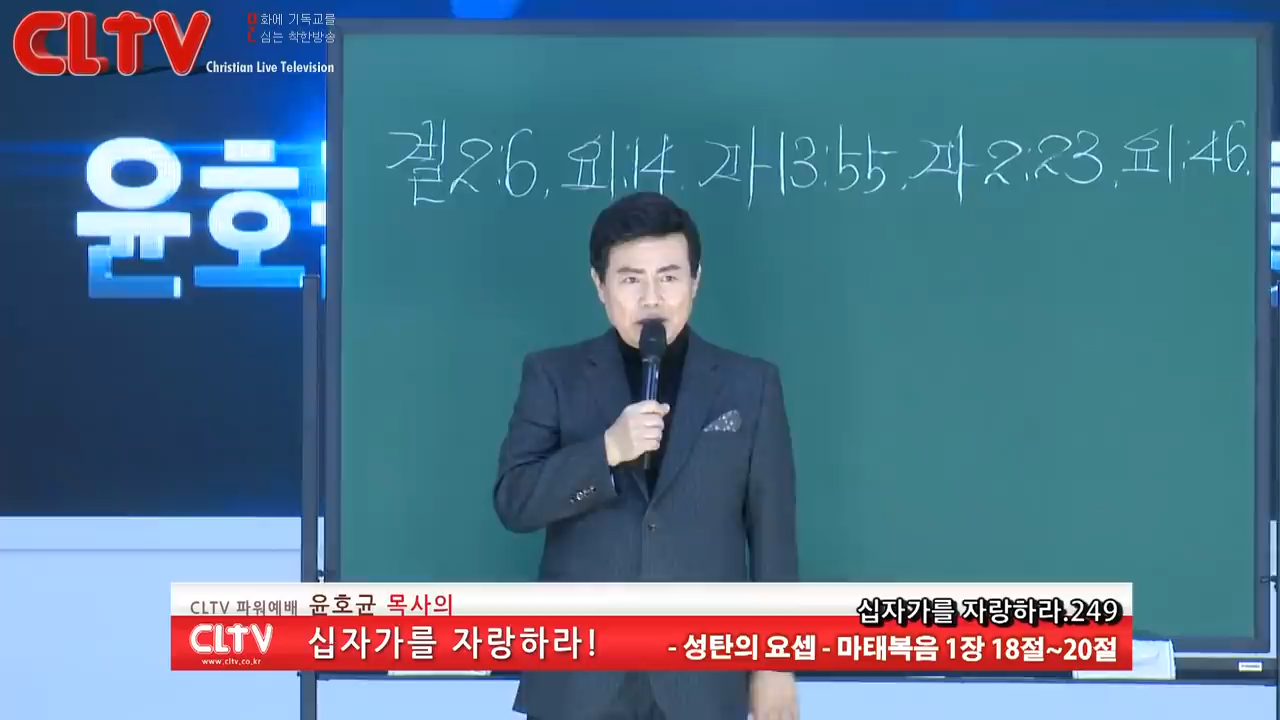 CLTV
문화에 기독교를
심는 착한방송
Christian Live Television
윤호
겔2:6, 요1:14, 마13:55, 마2:23, 요1:46.
CLTV 파워예배 윤호균 목사의
십자가를 자랑하라.249
CLTV
www.cltv.co.kr
십자가를 자랑하라!
- 성탄의 요셉 - 마태복음 1장 18절~20절